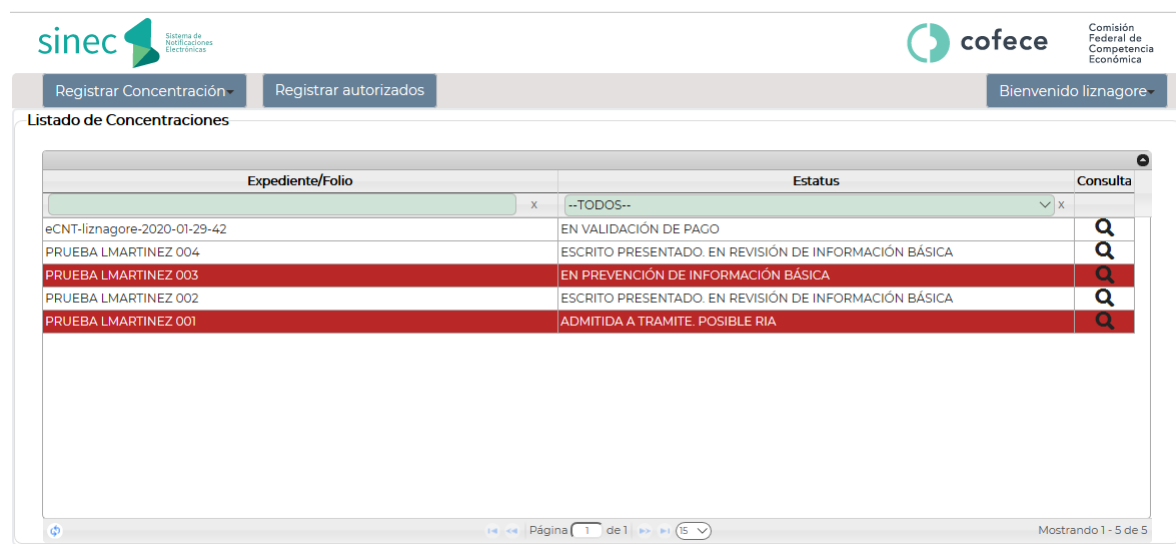 sinec
Sistema de
Notificaciones
Electrónicas
cofece
Comisión
Federal de
Competencia
Económica
Registrar Concentración
Registrar autorizados
Bienvenido liznagore
Listado de Concentraciones
Expediente/Folio Estatus Consulta
x --TODOS-- x
eCNT-liznagore-2020-01-29-42 EN VALIDACIÓN DE PAGO
PRUEBA LMARTINEZ 004 ESCRITO PRESENTADO. EN REVISIÓN DE INFORMACIÓN BÁSICA
PRUEBA LMARTINEZ 003 EN PREVENCIÓN DE INFORMACIÓN BÁSICA
PRUEBA LMARTINEZ 002 ESCRITO PRESENTADO. EN REVISIÓN DE INFORMACIÓN BÁSICA
PRUEBA LMARTINEZ 001 ADMITIDA A TRAMITE. POSIBLE RIA
Página 1 de 1 15 Mostrando 1 - 5 de 5